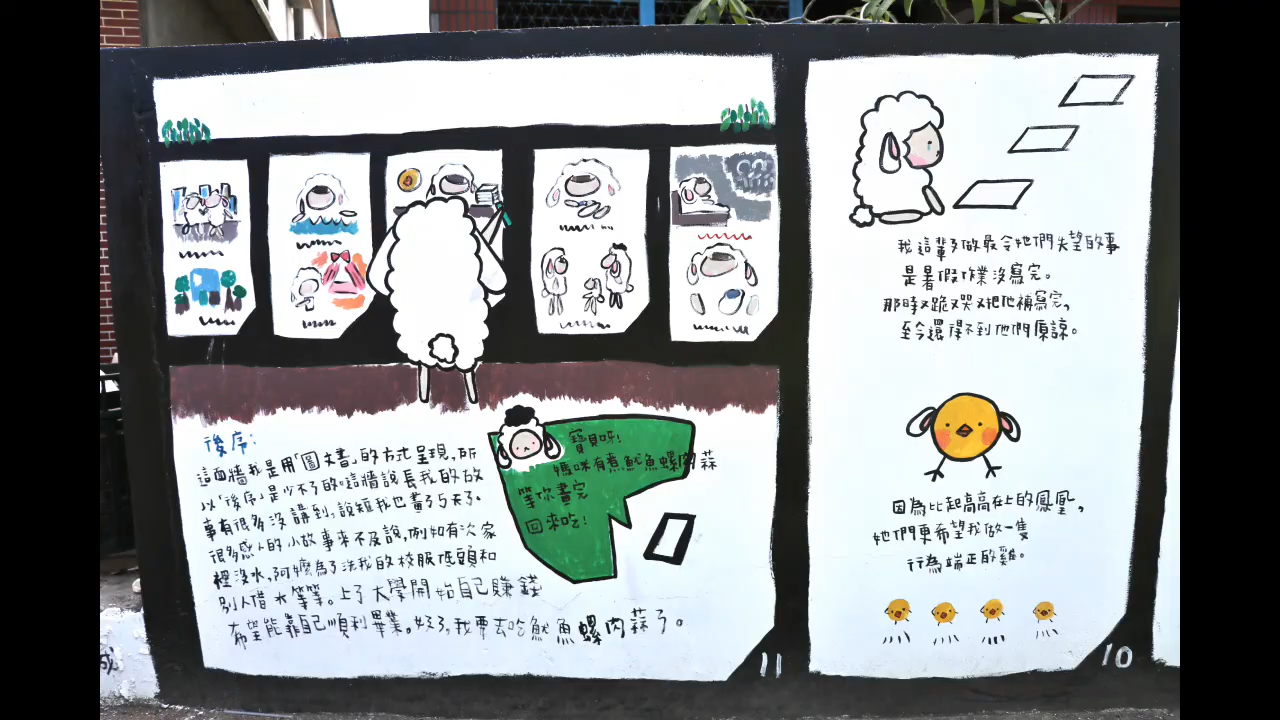 我這輩子做最令她們失望的事
是暑假作業沒寫完。
那時又跪又哭又把他補寫完,
至今還得不到他們原諒。
因為比起高高在上的鳳凰,
她們更希望我做一隻
行為端正的雞。
10
後序:
這面牆我是用「圖文書」的方式呈現,所
以「後序」是少不了的。這牆說長我的故
事有很多沒講到,說短我也畫了5天了。
很多感人的小故事來不及說,例如有次家
裡沒水,阿嬤為了洗我的校服低頭和
別人借水等等。上了大學開始自己賺錢
希望能靠自己順利畢業。好了,我要去吃魷魚螺肉蒜了。
寶貝呀!
媽咪有煮魷魚螺肉蒜
等你畫完
回來吃!
11